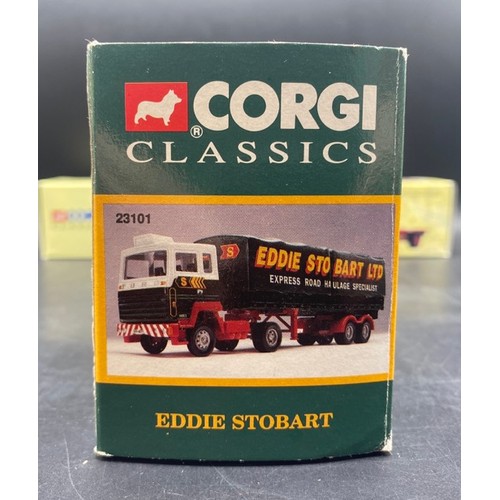 CORGI
®
CLASSICS
23101
S
EDDIE STO BART LTD
EXPRESS ROAD HAULAGE SPECIALIST
S
EDDIE STOBART